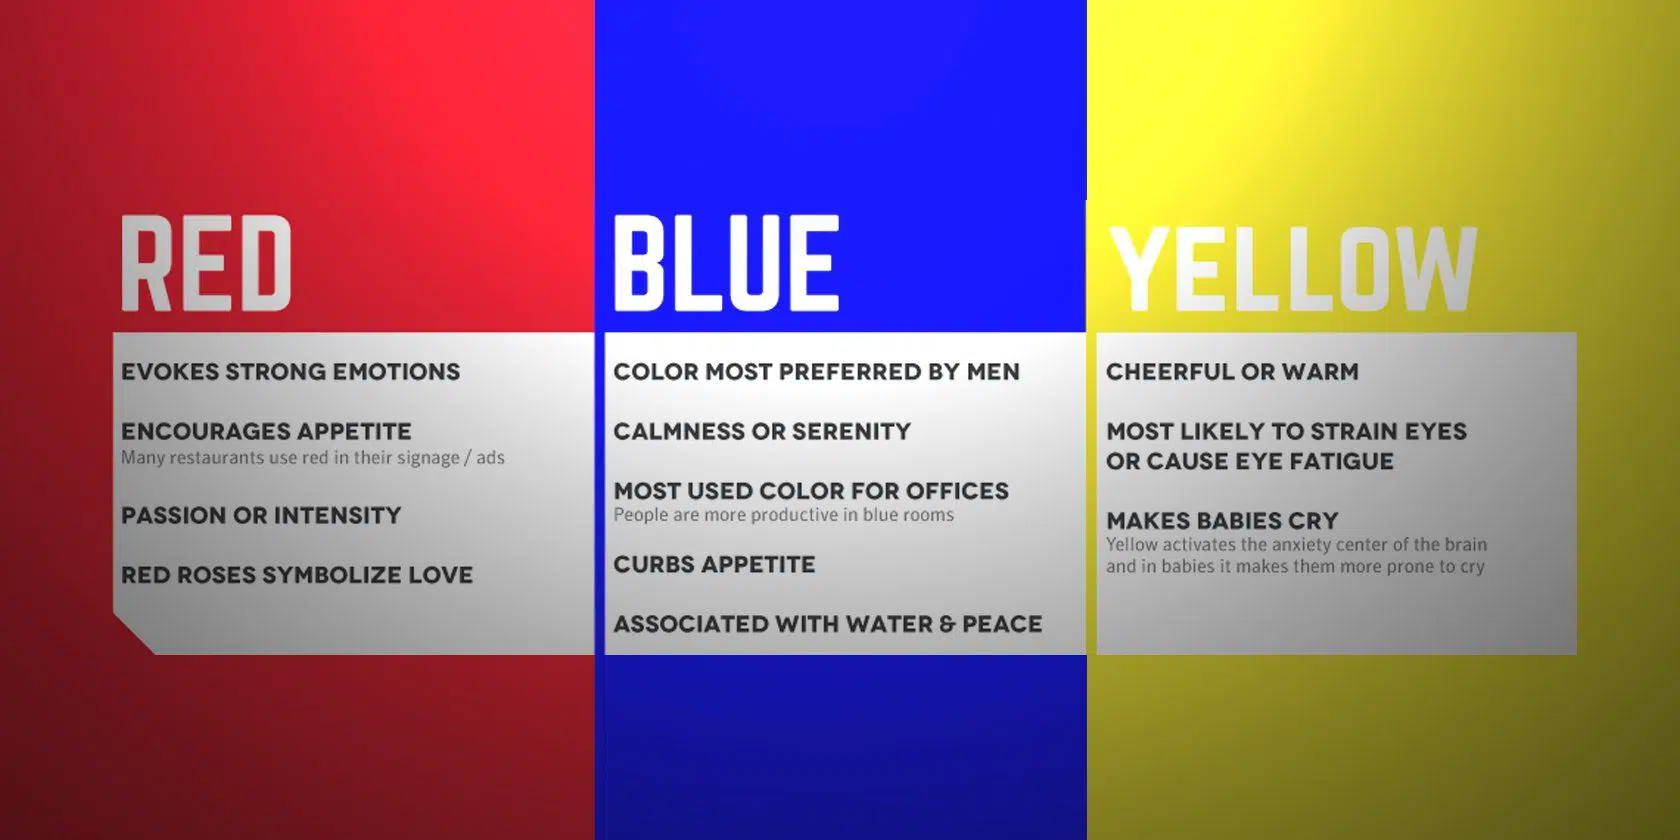 RED
EVOKES STRONG EMOTIONS
ENCOURAGES APPETITE
Many restaurants use red in their signage / ads
PASSION OR INTENSITY
RED ROSES SYMBOLIZE LOVE
BLUE
COLOR MOST PREFERRED BY MEN
CALMNESS OR SERENITY
MOST USED COLOR FOR OFFICES
People are more productive in blue rooms
CURBS APPETITE
ASSOCIATED WITH WATER & PEACE
YELLOW
CHEERFUL OR WARM
MOST LIKELY TO STRAIN EYES
OR CAUSE EYE FATIGUE
MAKES BABIES CRY
Yellow activates the anxiety center of the brain
and in babies it makes them more prone to cry